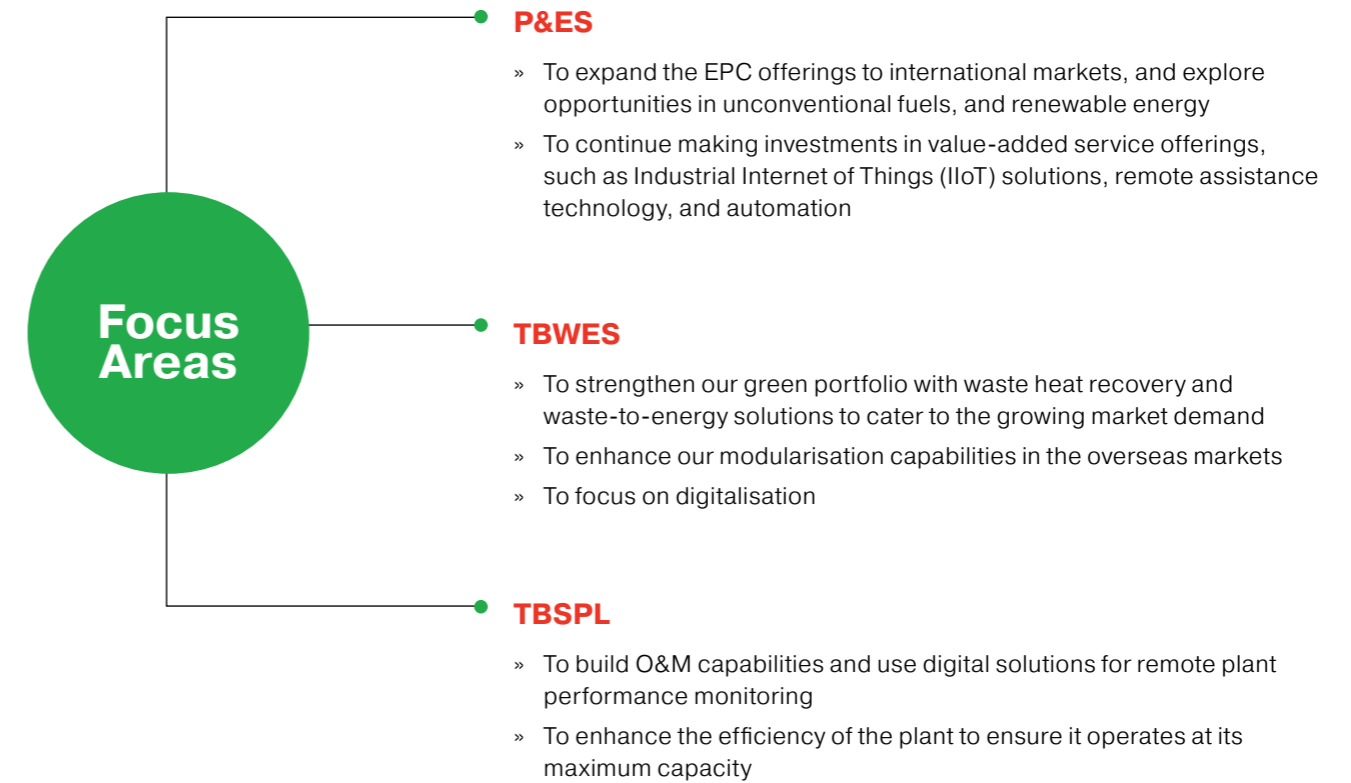 P&ES
» To expand the EPC offerings to international markets, and explore
opportunities in unconventional fuels, and renewable energy
» To continue making investments in value-added service offerings,
such as Industrial Internet of Things (IIoT) solutions, remote assistance
technology, and automation
Focus
Areas
TBWES
» To strengthen our green portfolio with waste heat recovery and
waste-to-energy solutions to cater to the growing market demand
» To enhance our modularisation capabilities in the overseas markets
» To focus on digitalisation
TBSPL
» To build O&M capabilities and use digital solutions for remote plant
performance monitoring
» To enhance the efficiency of the plant to ensure it operates at its
maximum capacity